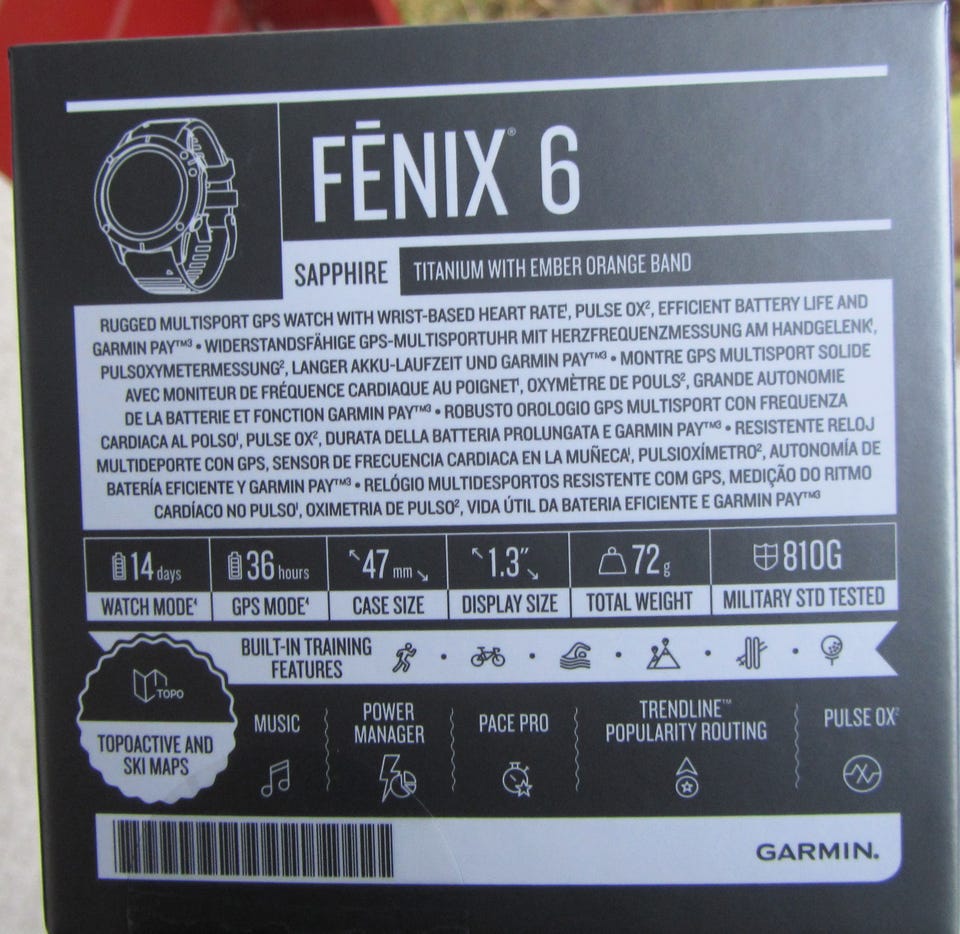 FĒNIX® 6
SAPPHIRE
TITANIUM WITH EMBER ORANGE BAND
RUGGED MULTISPORT GPS WATCH WITH WRIST-BASED HEART RATE¹, PULSE OX², EFFICIENT BATTERY LIFE AND
GARMIN PAY™³ • WIDERSTANDSFÄHIGE GPS-MULTISPORTUHR MIT HERZFREQUENZMESSUNG AM HANDGELENK¹,
PULSOXYMETERMESSUNG², LANGER AKKU-LAUFZEIT UND GARMIN PAY™³ • MONTRE GPS MULTISPORT SOLIDE
AVEC MONITEUR DE FRÉQUENCE CARDIAQUE AU POIGNET¹, OXYMÈTRE DE POULS², GRANDE AUTONOMIE
DE LA BATTERIE ET FONCTION GARMIN PAY™³ • ROBUSTO OROLOGIO GPS MULTISPORT CON FREQUENZA
CARDIACA AL POLSO¹, PULSE OX², DURATA DELLA BATTERIA PROLUNGATA E GARMIN PAY™³ • RESISTENTE RELOJ
MULTIDEPORTE CON GPS, SENSOR DE FRECUENCIA CARDIACA EN LA MUÑECA¹, PULSIOXÍMETRO², AUTONOMÍA DE
BATERÍA EFICIENTE Y GARMIN PAY™³ • RELÓGIO MULTIDESPORTOS RESISTENTE COM GPS, MEDIÇÃO DO RITMO
CARDÍACO NO PULSO¹, OXIMETRIA DE PULSO², VIDA ÚTIL DA BATERIA EFICIENTE E GARMIN PAY™³
14 days
WATCH MODE⁴
36 hours
GPS MODE⁴
47 mm
CASE SIZE
1.3″
DISPLAY SIZE
72 g
TOTAL WEIGHT
810G
MILITARY STD TESTED
BUILT-IN TRAINING
FEATURES
TOPO
TOPOACTIVE AND
SKI MAPS
MUSIC
POWER
MANAGER
PACE PRO
TRENDLINE™
POPULARITY ROUTING
PULSE OX²
GARMIN.